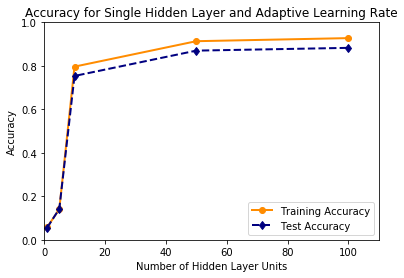 Accuracy for Single Hidden Layer and Adaptive Learning Rate
1.0
0.8
0.6
0.4
0.2
0.0
Accuracy
0 20 40 60 80 100
Number of Hidden Layer Units
Training Accuracy
Test Accuracy